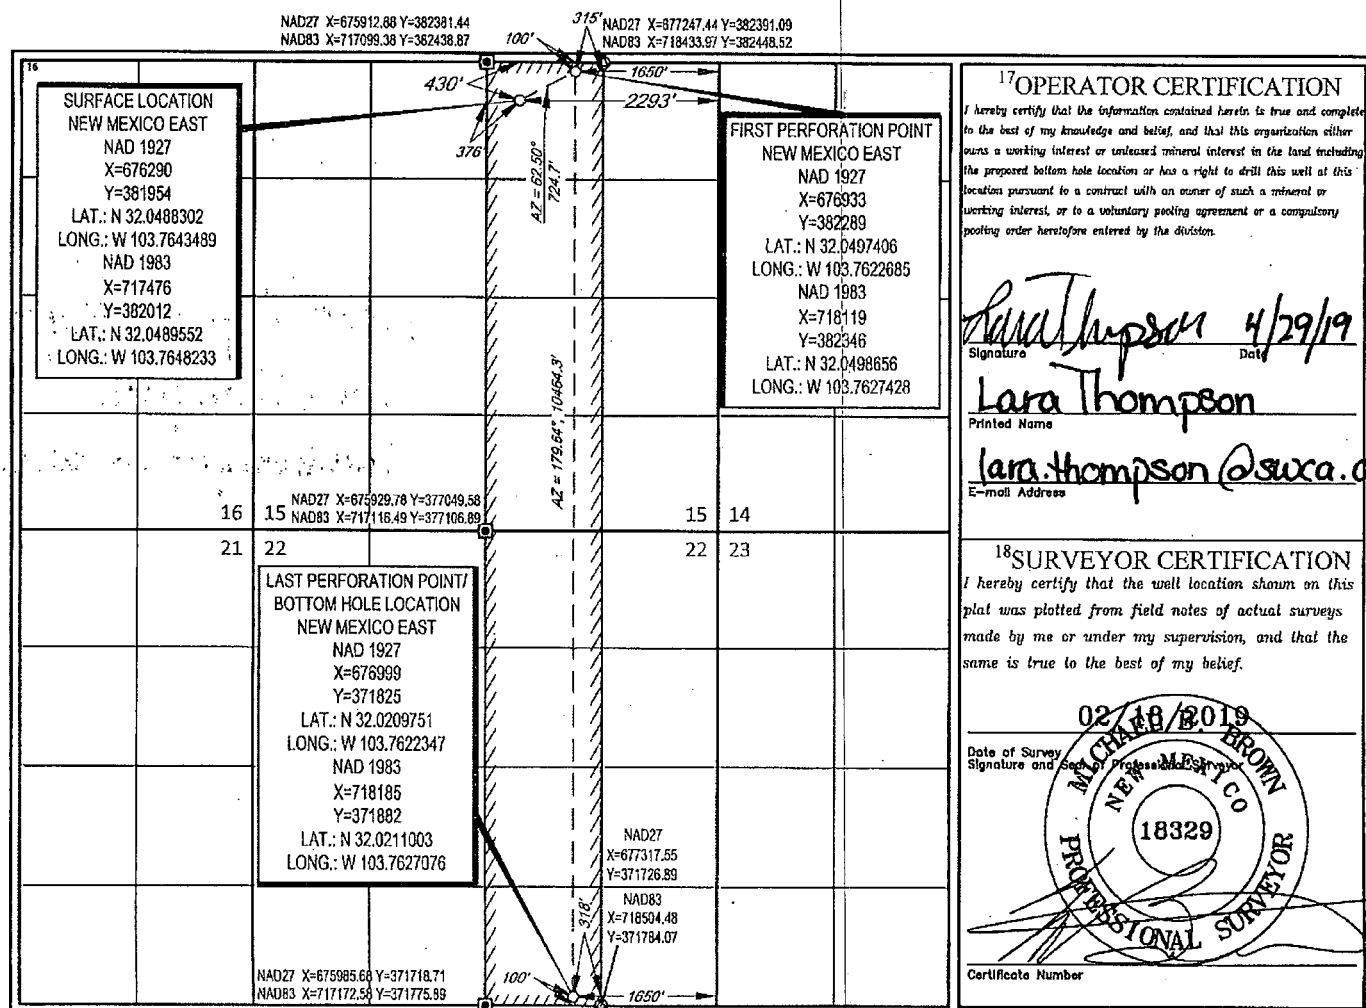 NAD27 X=675912.88 Y=382381.44
NAD83 X=717099.38 Y=382438.87
315'
NAD27 X=677247.44 Y=382391.09
NAD83 X=718433.97 Y=382448.52
100'
16
430'
1650'
2293'
376'
AZ = 62.50°
724.7'
SURFACE LOCATION
NEW MEXICO EAST
NAD 1927
X=676290
Y=381954
LAT.: N 32.0488302
LONG.: W 103.7643489
NAD 1983
X=717476
Y=382012
LAT.: N 32.0489552
LONG.: W 103.7648233
FIRST PERFORATION POINT
NEW MEXICO EAST
NAD 1927
X=676933
Y=382289
LAT.: N 32.0497406
LONG.: W 103.7622685
NAD 1983
X=718119
Y=382346
LAT.: N 32.0498656
LONG.: W 103.7627428
AZ = 179.64°, 10464.3'
NAD27 X=675929.78 Y=377049.58
NAD83 X=717116.49 Y=377106.89
16 15
15 14
21 22
22 23
LAST PERFORATION POINT/
BOTTOM HOLE LOCATION
NEW MEXICO EAST
NAD 1927
X=676999
Y=371825
LAT.: N 32.0209751
LONG.: W 103.7622347
NAD 1983
X=718185
Y=371882
LAT.: N 32.0211003
LONG.: W 103.7627076
NAD27
X=677317.55
Y=371726.89
NAD83
X=718504.48
Y=371784.07
318'
NAD27 X=675985.68 Y=371718.71
NAD83 X=717172.58 Y=371775.89
100'
1650'
17 OPERATOR CERTIFICATION
I hereby certify that the information contained herein is true and complete
to the best of my knowledge and belief, and that this organization either
owns a working interest or unleased mineral interest in the land including
the proposed bottom hole location or has a right to drill this well at this
location pursuant to a contract with an owner of such a mineral or
working interest, or to a voluntary pooling agreement or a compulsory
pooling order heretofore entered by the division.
Lara Thompson 4/29/19
Signature Date
Lara Thompson
Printed Name
lara.thompson@swca.c
E-mail Address
18 SURVEYOR CERTIFICATION
I hereby certify that the well location shown on this
plat was plotted from field notes of actual surveys
made by me or under my supervision, and that the
same is true to the best of my belief.
02/18/2019
Date of Survey
Signature and Seal of Professional Surveyor
MICHAEL B. BROWN
NEW MEXICO
18329
PROFESSIONAL SURVEYOR
Certificate Number